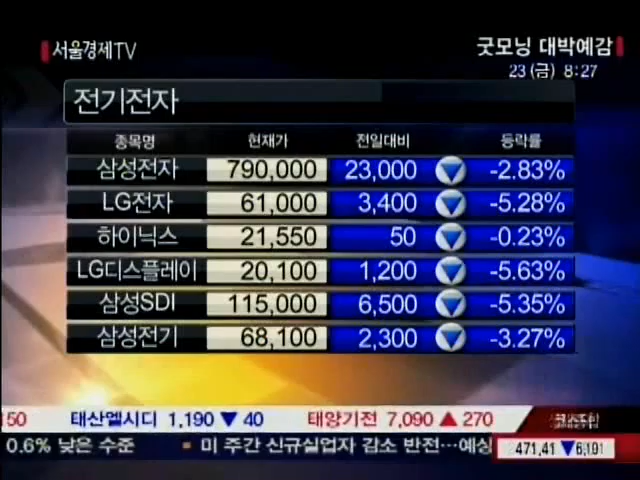 서울경제TV
굿모닝 대박예감
23(금) 8:27
전기전자
종목명 현재가 전일대비 등락률
삼성전자 790,000 23,000 ▼ -2.83%
LG전자 61,000 3,400 ▼ -5.28%
하이닉스 21,550 50 ▼ -0.23%
LG디스플레이 20,100 1,200 ▼ -5.63%
삼성SDI 115,000 6,500 ▼ -5.35%
삼성전기 68,100 2,300 ▼ -3.27%
150 태산엘시디 1,190 ▼ 40 태양기전 7,090 ▲ 270
0.6% 낮은 수준 ▪ 미 주간 신규실업자 감소 반전…예상
471,41 ▼